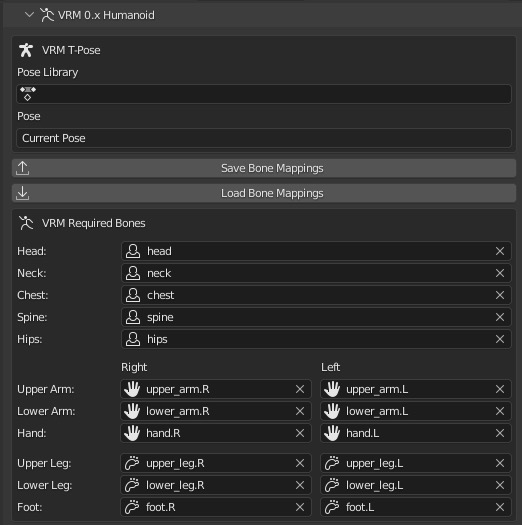 VRM 0.x Humanoid
VRM T-Pose
Pose Library
Pose
Current Pose
Save Bone Mappings
Load Bone Mappings
VRM Required Bones
Head: head
Neck: neck
Chest: chest
Spine: spine
Hips: hips
Right Left
Upper Arm: upper_arm.R upper_arm.L
Lower Arm: lower_arm.R lower_arm.L
Hand: hand.R hand.L
Upper Leg: upper_leg.R upper_leg.L
Lower Leg: lower_leg.R lower_leg.L
Foot: foot.R foot.L